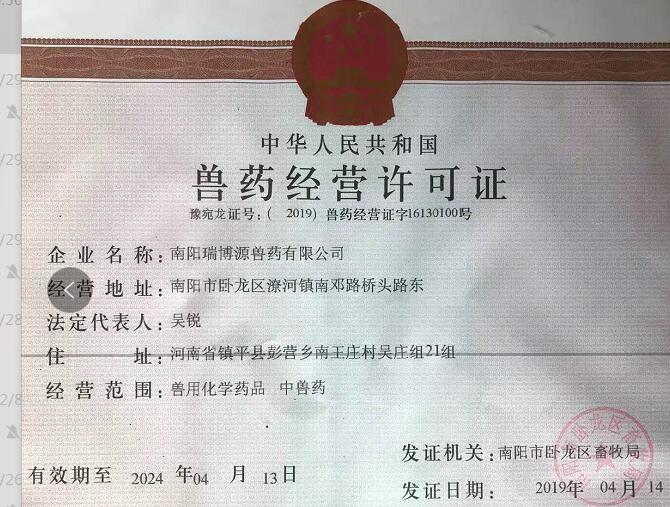 中华人民共和国
兽药经营许可证
豫宛龙证号:( 2019) 兽药经营证字16130100号
企业名称: 南阳瑞博源兽药有限公司
经营地址: 南阳市卧龙区潦河镇南邓路桥头路东
法定代表人: 吴锐
住 址: 河南省镇平县彭营乡南王庄村吴庄组21组
经营范围: 兽用化学药品 中兽药
发证机关: 南阳市卧龙区畜牧局
有效期至 2024 年04 月 13日
发证日期: 2019年 04月 14